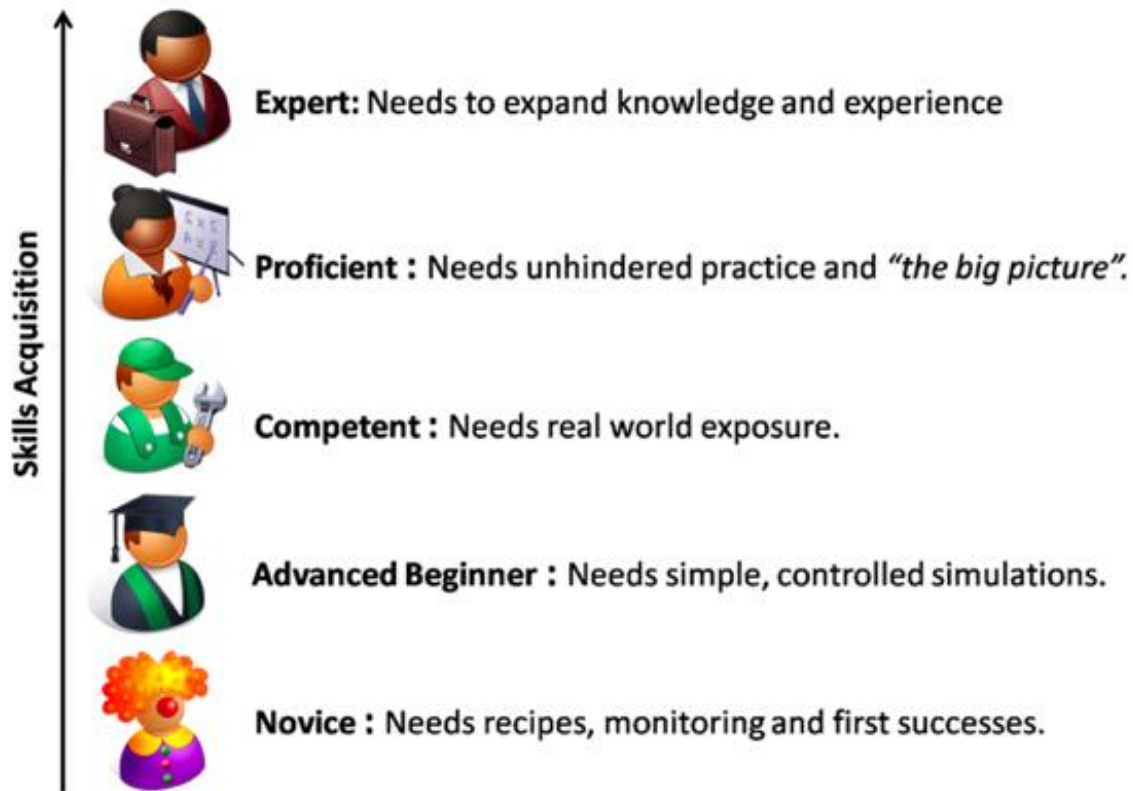 Skills Acquisition
Expert: Needs to expand knowledge and experience
Proficient : Needs unhindered practice and “the big picture”.
Competent : Needs real world exposure.
Advanced Beginner : Needs simple, controlled simulations.
Novice : Needs recipes, monitoring and first successes.